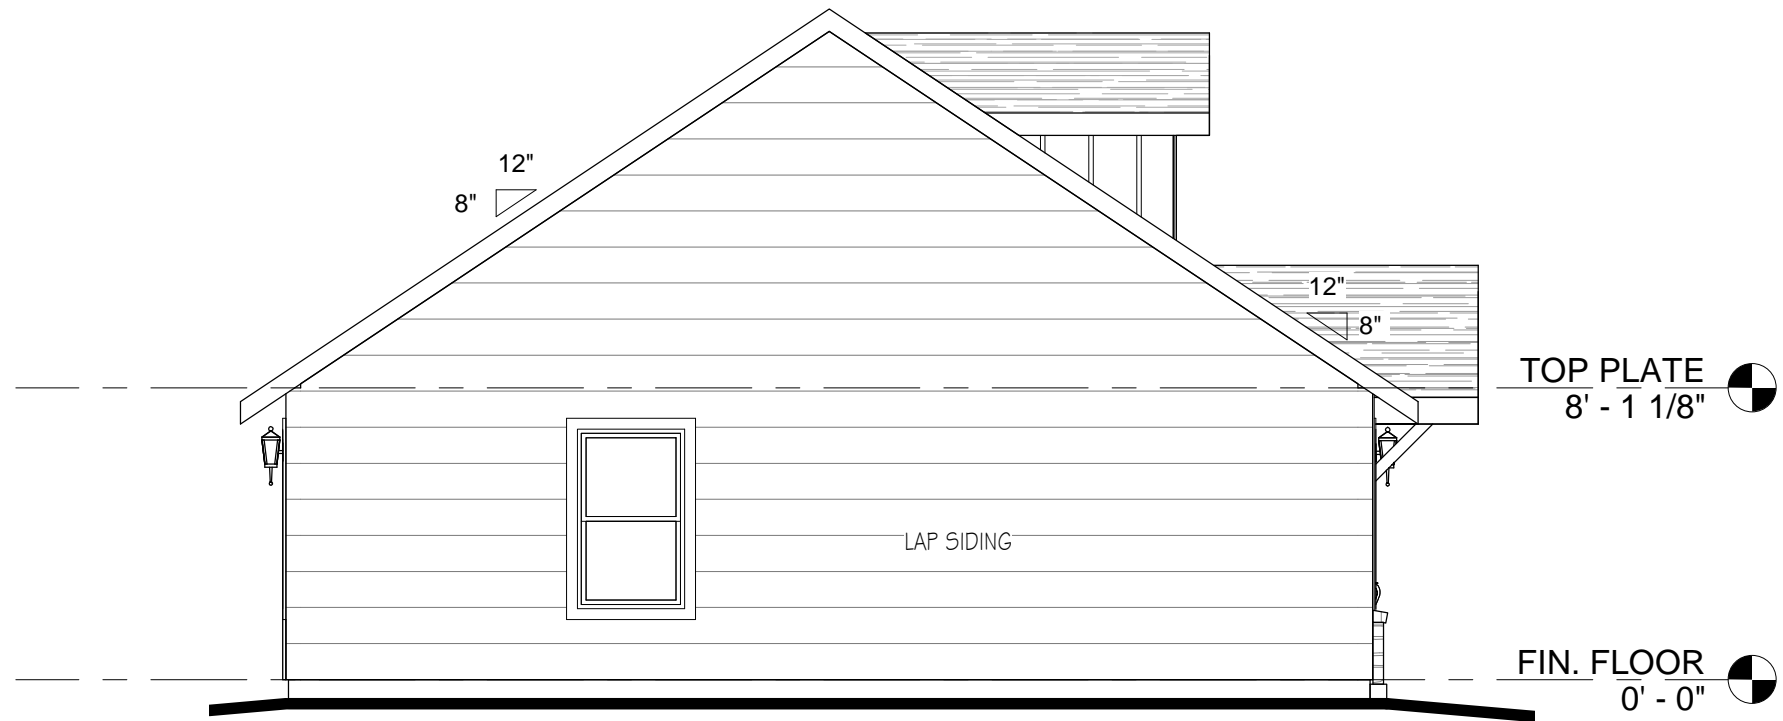 12"
8"
12"
8"
TOP PLATE
8' - 1 1/8"
LAP SIDING
FIN. FLOOR
0' - 0"